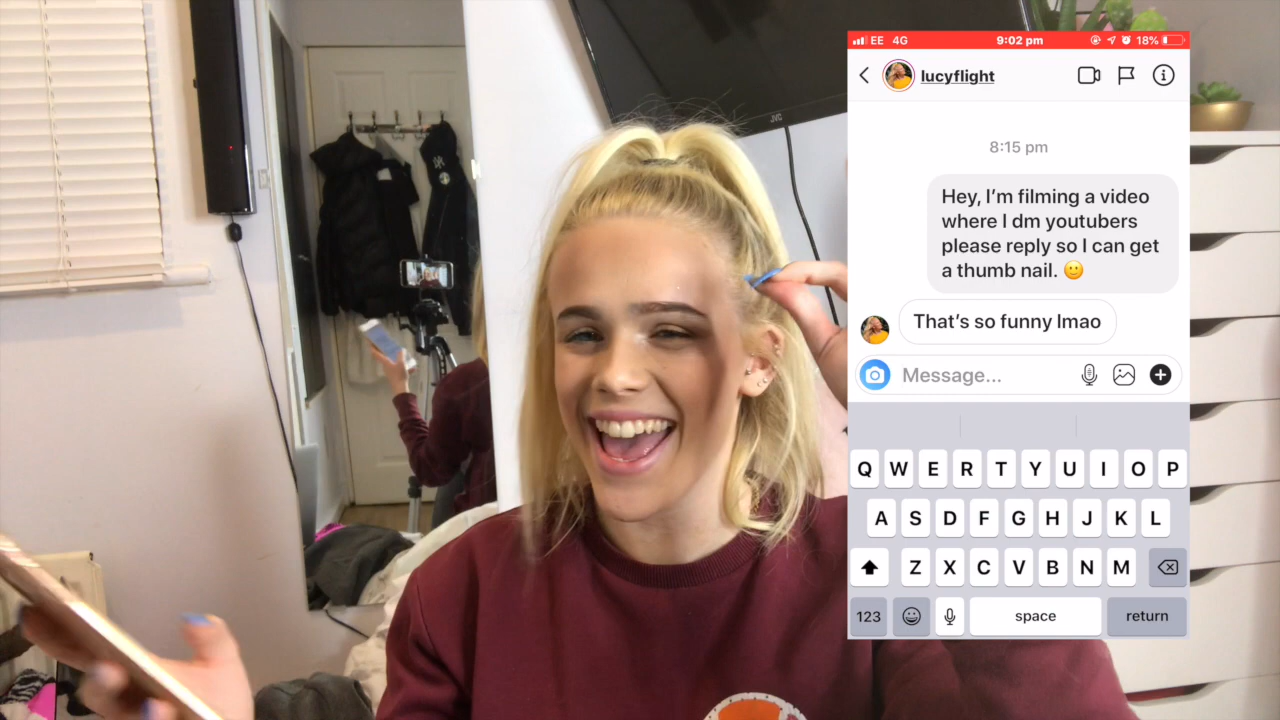 EE 4G 9:02 pm 18%
lucyflight
8:15 pm
Hey, I’m filming a video
where I dm youtubers
please reply so I can get
a thumb nail. 🙂
That’s so funny lmao
Message...
Q W E R T Y U I O P
A S D F G H J K L
Z X C V B N M
123 space return
JVC